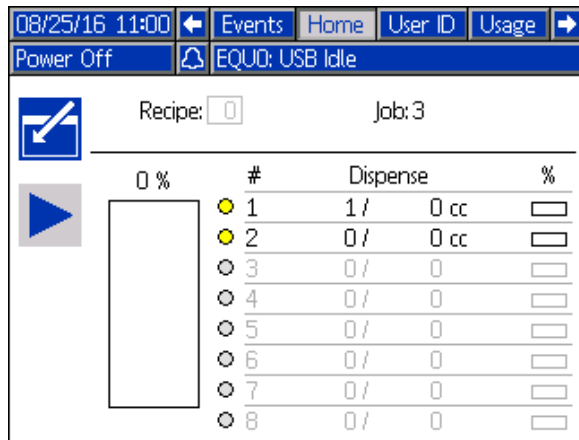 08/25/16 11:00 Events Home User ID Usage
Power Off EQU0: USB Idle
Recipe: 0 Job: 3
0 % # Dispense %
1 1 / 0 cc
2 0 / 0 cc
3 0 / 0
4 0 / 0
5 0 / 0
6 0 / 0
7 0 / 0
8 0 / 0